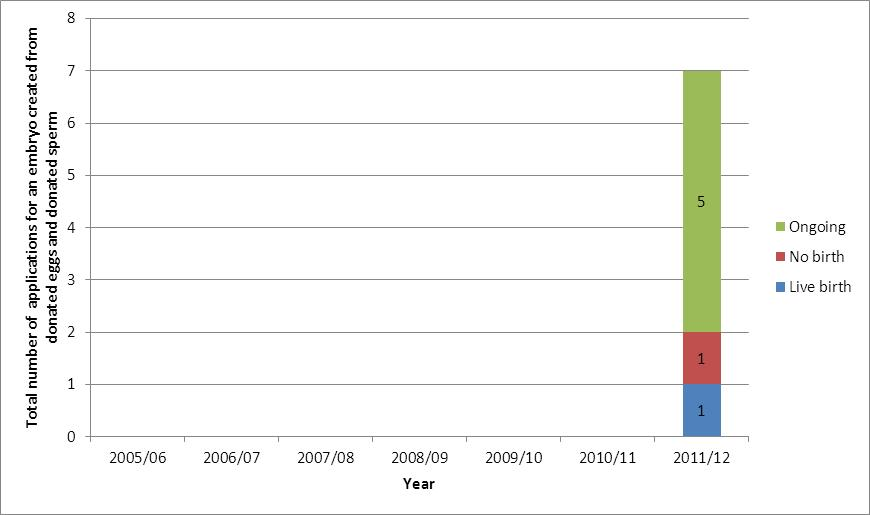 Total number of applications for an embryo created from
donated eggs and donated sperm
8
7
6
5
4
3
2
1
0
5
1
1
2005/06 2006/07 2007/08 2008/09 2009/10 2010/11 2011/12
Year
Ongoing
No birth
Live birth